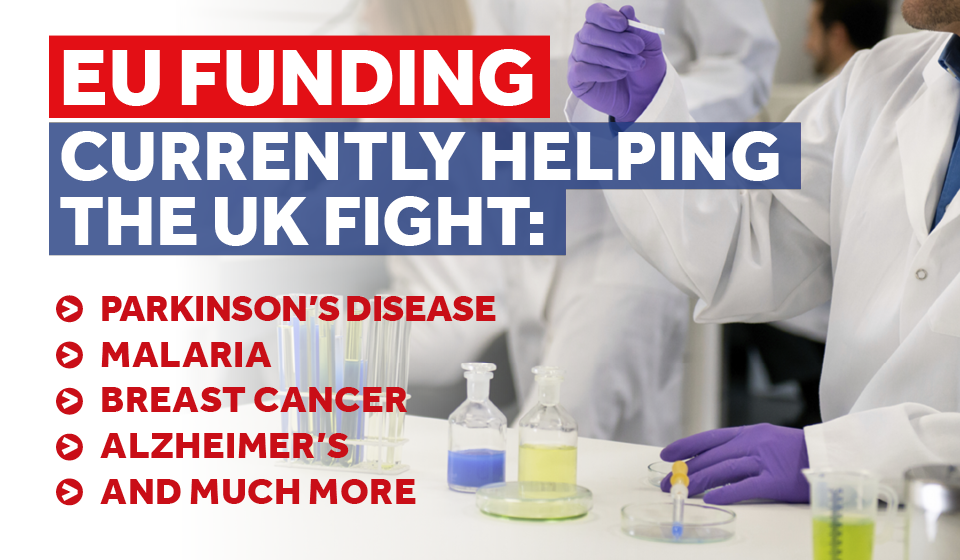 EU FUNDING
CURRENTLY HELPING
THE UK FIGHT:
PARKINSON'S DISEASE
MALARIA
BREAST CANCER
ALZHEIMER'S
AND MUCH MORE